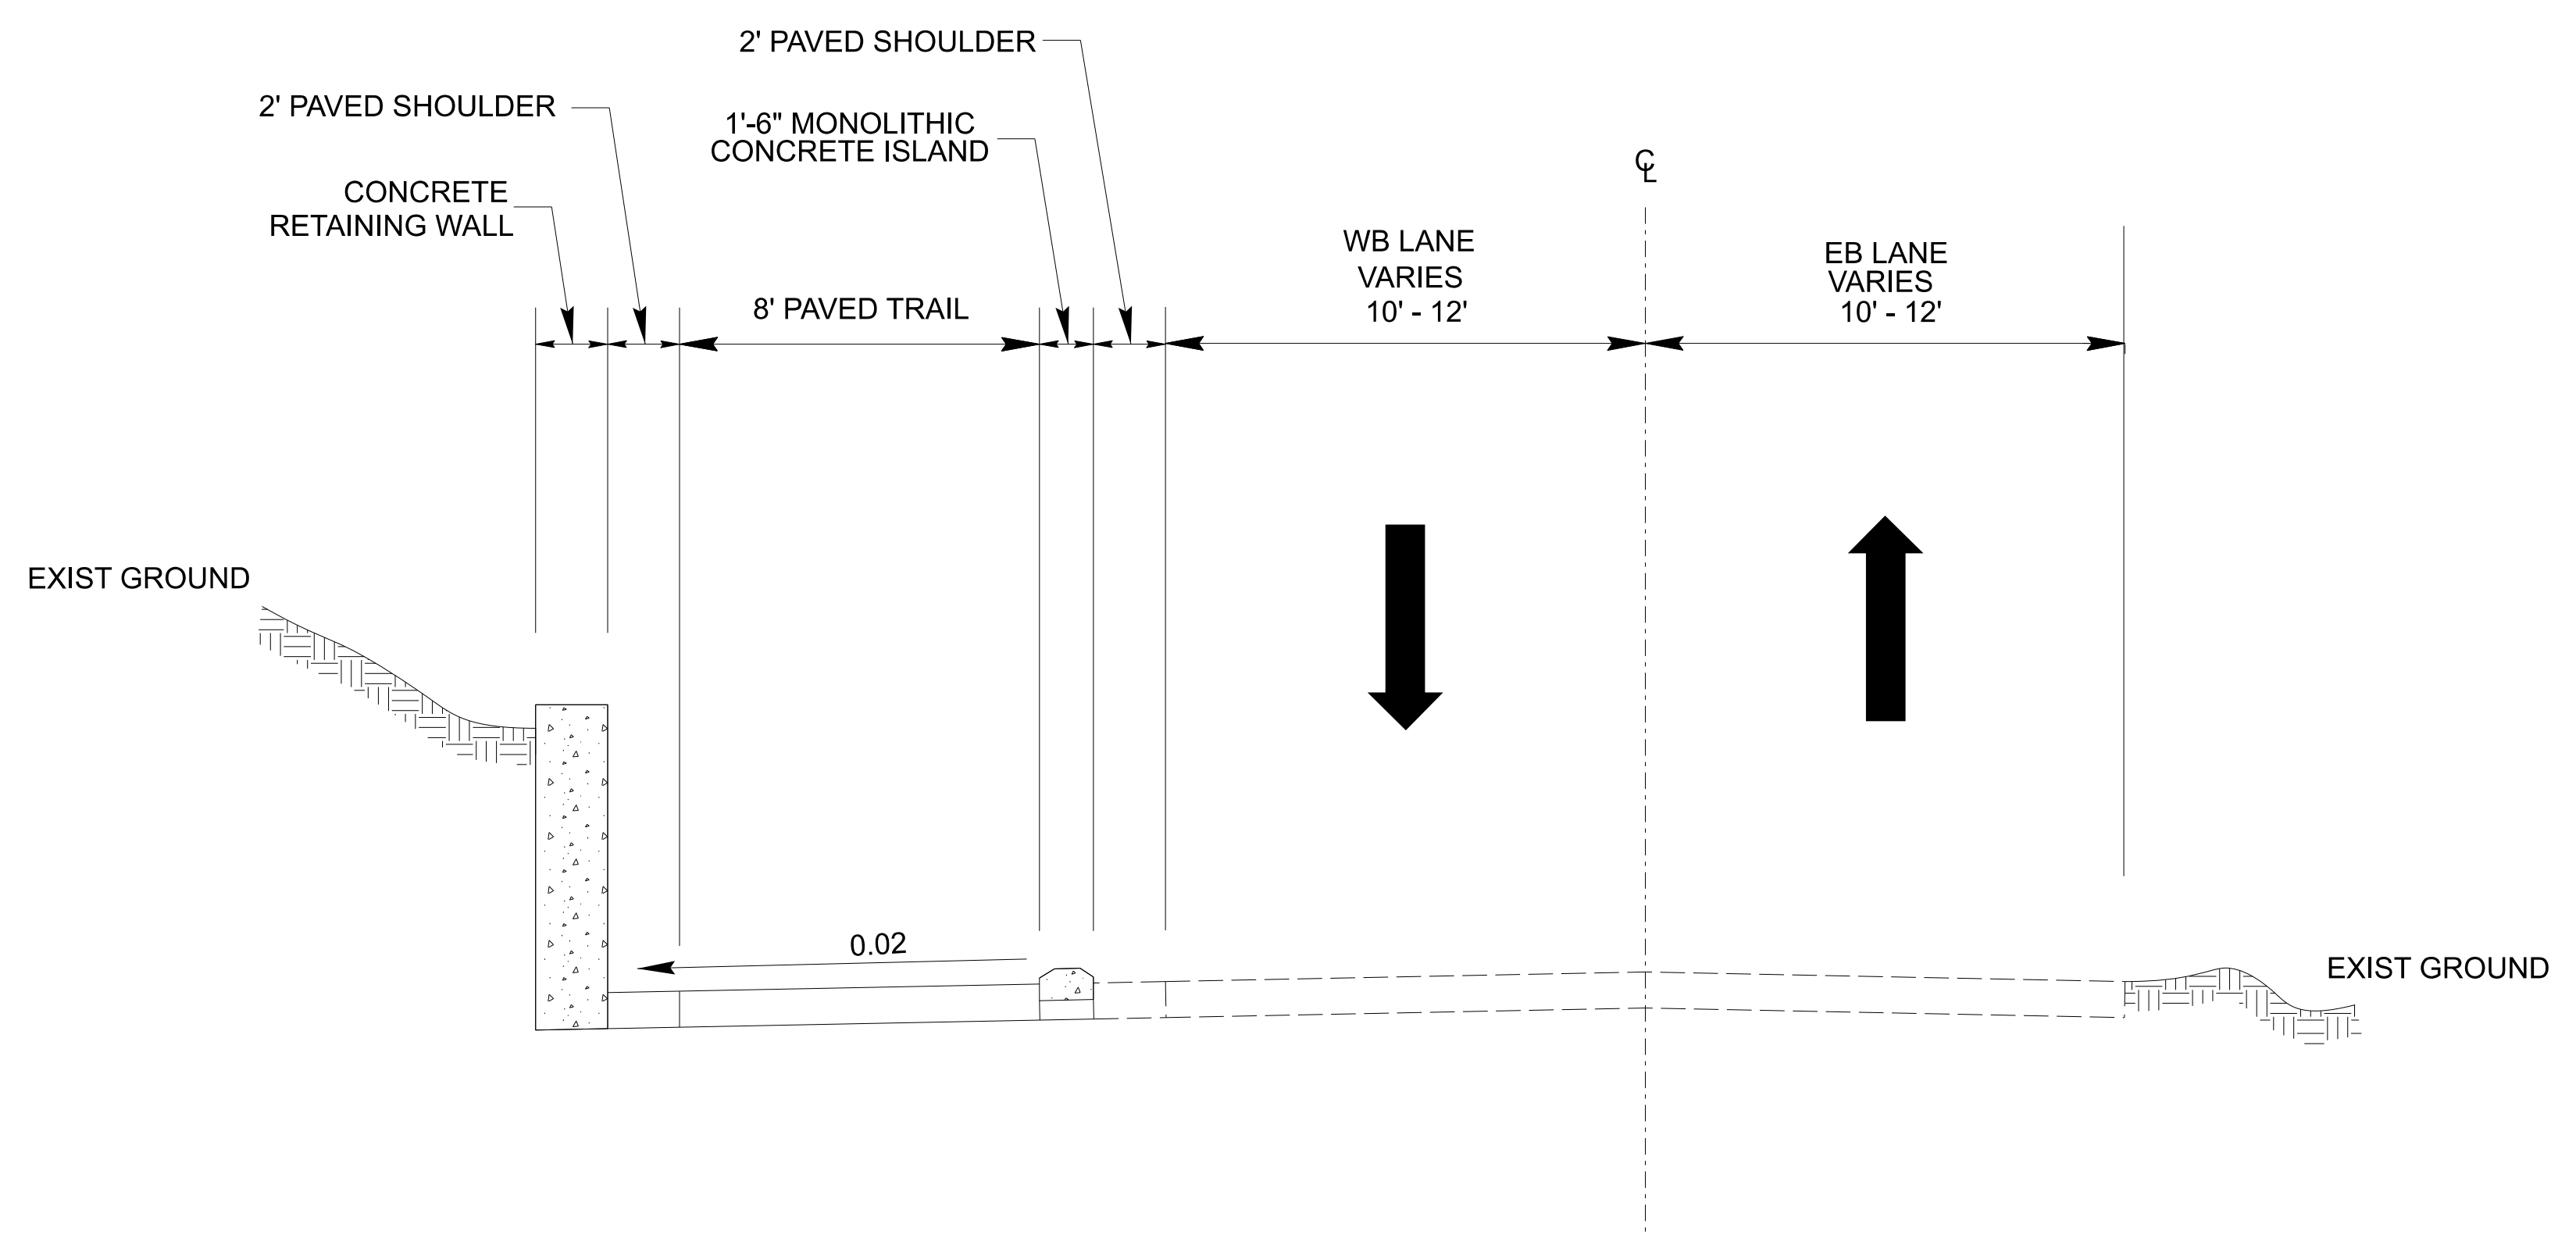 2' PAVED SHOULDER
2' PAVED SHOULDER
1'-6" MONOLITHIC
CONCRETE ISLAND
CONCRETE
RETAINING WALL
8' PAVED TRAIL
℄
WB LANE
VARIES
10' - 12'
EB LANE
VARIES
10' - 12'
EXIST GROUND
0.02
EXIST GROUND